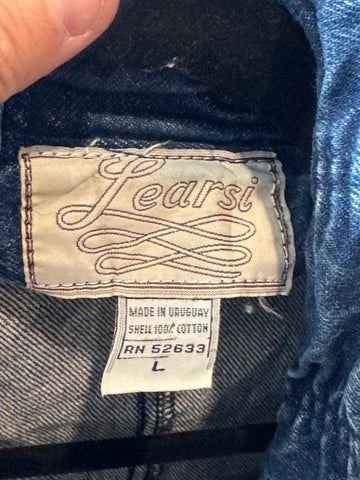 Learsi
MADE IN URUGUAY
SHELL 100% COTTON
RN 52633
L